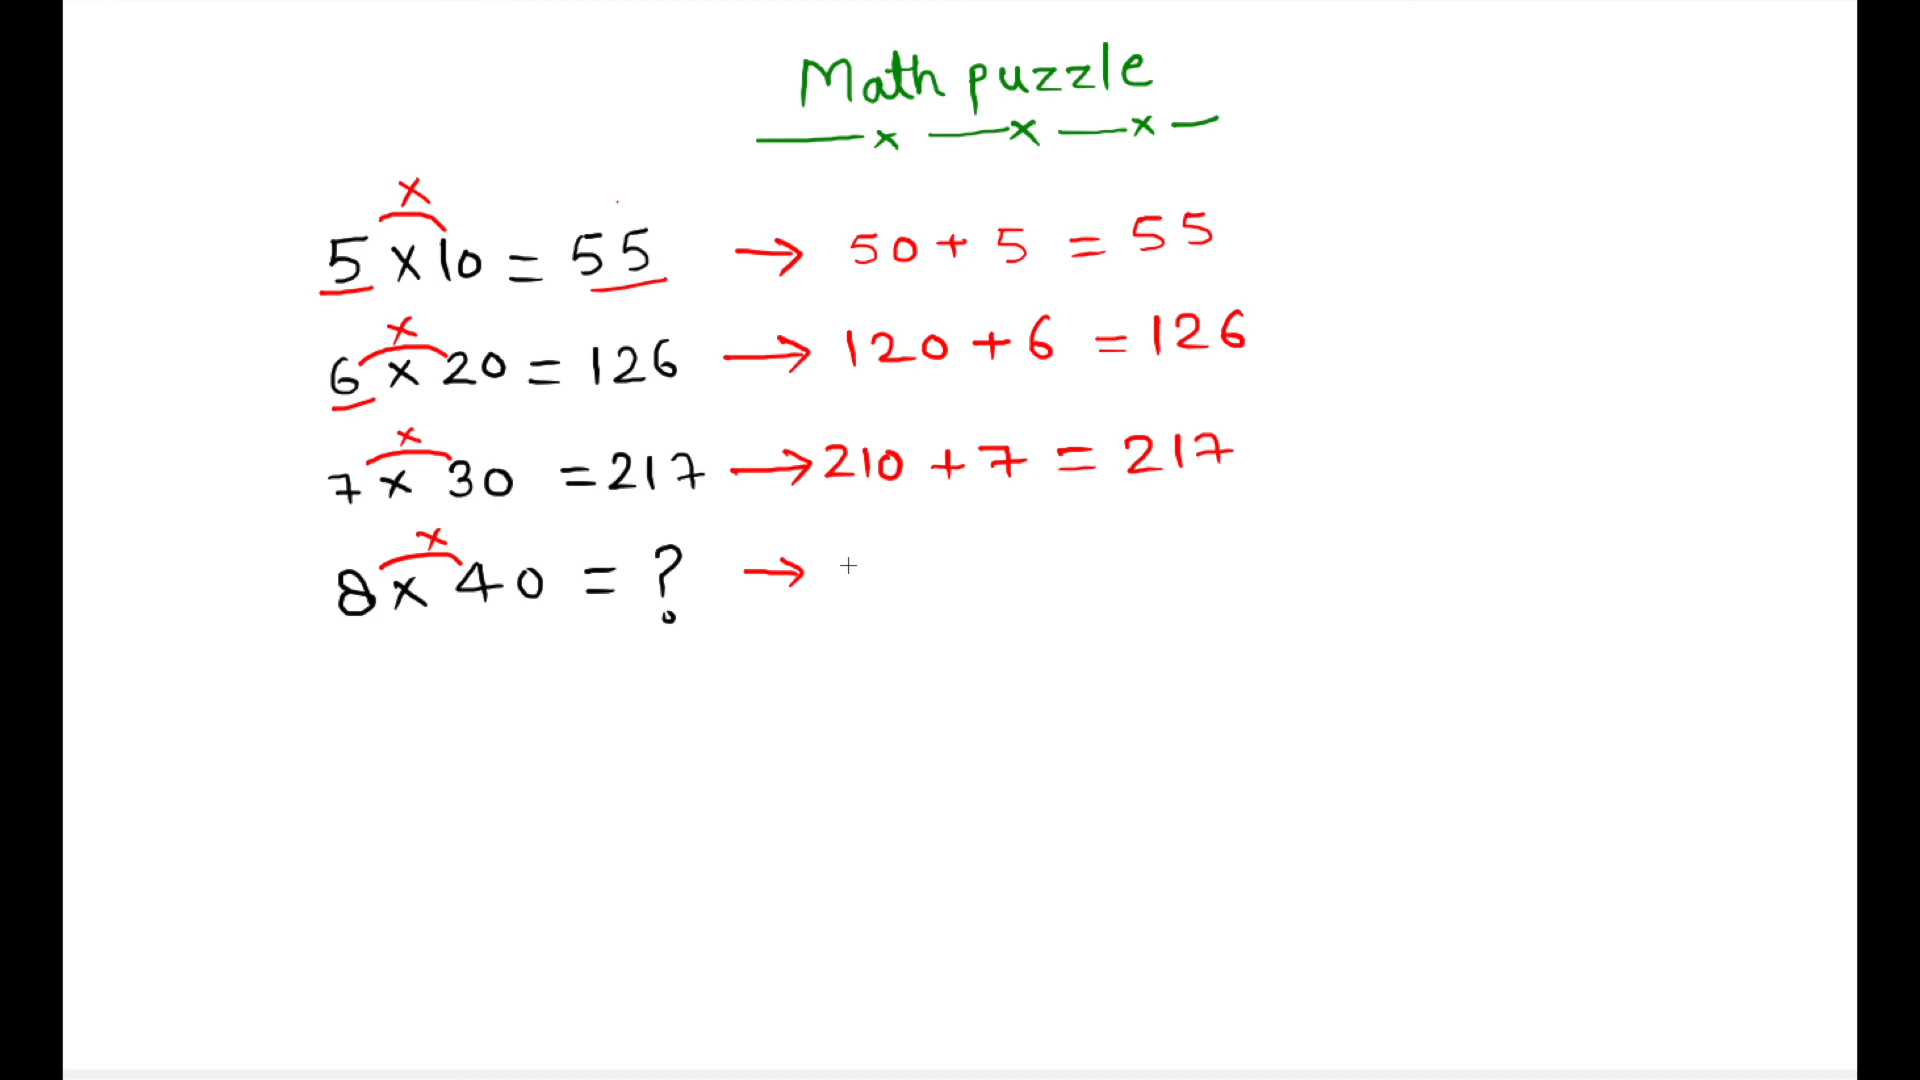 Math puzzle
—x—x—x—
x
5 x 10 = 55 → 50 + 5 = 55
x
6 x 20 = 126 → 120 + 6 = 126
x
7 x 30 = 217 → 210 + 7 = 217
x
8 x 40 = ? →